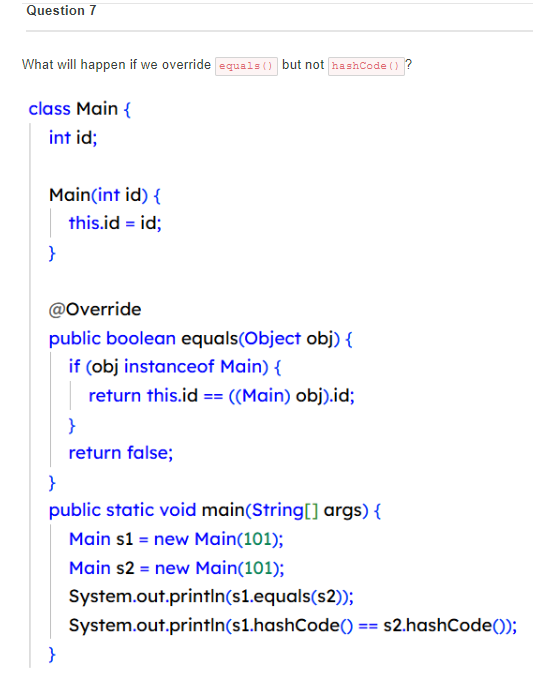 Question 7
What will happen if we override equals() but not hashCode()?
class Main {
int id;
Main(int id) {
this.id = id;
}
@Override
public boolean equals(Object obj) {
if (obj instanceof Main) {
return this.id == ((Main) obj).id;
}
return false;
}
public static void main(String[] args) {
Main s1 = new Main(101);
Main s2 = new Main(101);
System.out.println(s1.equals(s2));
System.out.println(s1.hashCode() == s2.hashCode());
}